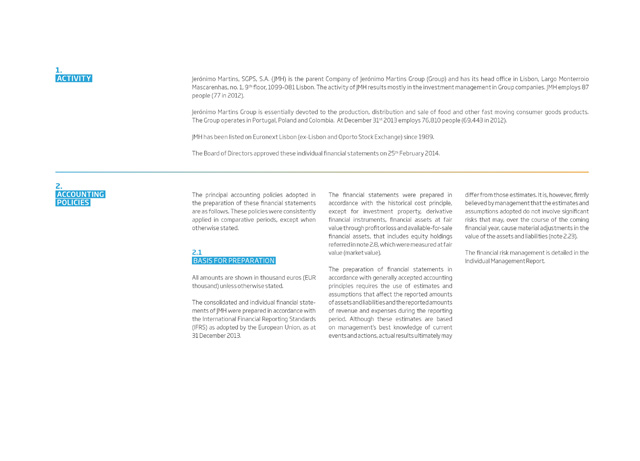 1.
ACTIVITY
Jerónimo Martins, SGPS, S.A. (JMH) is the parent Company of Jerónimo Martins Group (Group) and has its head office in Lisbon, Largo Monterroio
Mascarenhas, no. 1, 9th floor, 1099-081 Lisbon. The activity of JMH results mostly in the investment management in Group companies. JMH employs 87
people (77 in 2012).
Jerónimo Martins Group is essentially devoted to the production, distribution and sale of food and other fast moving consumer goods products.
The Group operates in Portugal, Poland and Colombia. At December 31st 2013 employs 76,810 people (69,443 in 2012).
JMH has been listed on Euronext Lisbon (ex-Lisbon and Oporto Stock Exchange) since 1989.
The Board of Directors approved these individual financial statements on 25th February 2014.
2.
ACCOUNTING
POLICIES
The principal accounting policies adopted in
the preparation of these financial statements
are as follows. These policies were consistently
applied in comparative periods, except when
otherwise stated.
2.1
BASIS FOR PREPARATION
All amounts are shown in thousand euros (EUR
thousand) unless otherwise stated.
The consolidated and individual financial state-
ments of JMH were prepared in accordance with
the International Financial Reporting Standards
(IFRS) as adopted by the European Union, as at
31 December 2013.
The financial statements were prepared in
accordance with the historical cost principle,
except for investment property, derivative
financial instruments, financial assets at fair
value through profit or loss and available-for-sale
financial assets, that includes equity holdings
referred in note 2.8, which were measured at fair
value (market value).
The preparation of financial statements in
accordance with generally accepted accounting
principles requires the use of estimates and
assumptions that affect the reported amounts
of assets and liabilities and the reported amounts
of revenue and expenses during the reporting
period. Although these estimates are based
on management's best knowledge of current
events and actions, actual results ultimately may
differ from those estimates. It is, however, firmly
believed by management that the estimates and
assumptions adopted do not involve significant
risks that may, over the course of the coming
financial year, cause material adjustments in the
value of the assets and liabilities (note 2.23).
The financial risk management is detailed in the
individual Management Report.